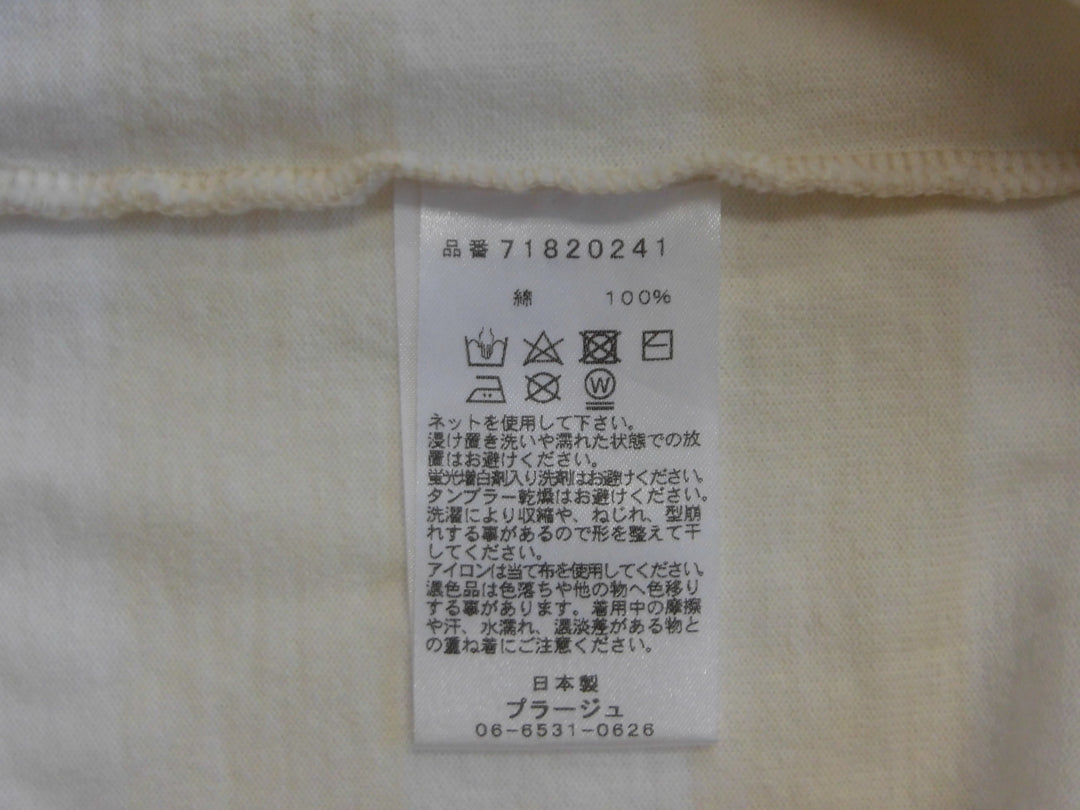 品番 71820241
綿 100%
W
ネットを使用して下さい。
浸け置き洗いや濡れた状態での放
置はお避けください。
蛍光増白剤入り洗剤はお避けください。
タンブラー乾燥はお避けください。
洗濯により収縮や、ねじれ、型崩
れする事があるので形を整えて干
してください。
アイロンは当て布を使用してください。
濃色品は色落ちや他の物へ色移り
する事があります。着用中の摩擦
や汗、水濡れ、濃淡差がある物と
の重ね着にご注意ください。
日本製
プラージュ
06-6531-0626